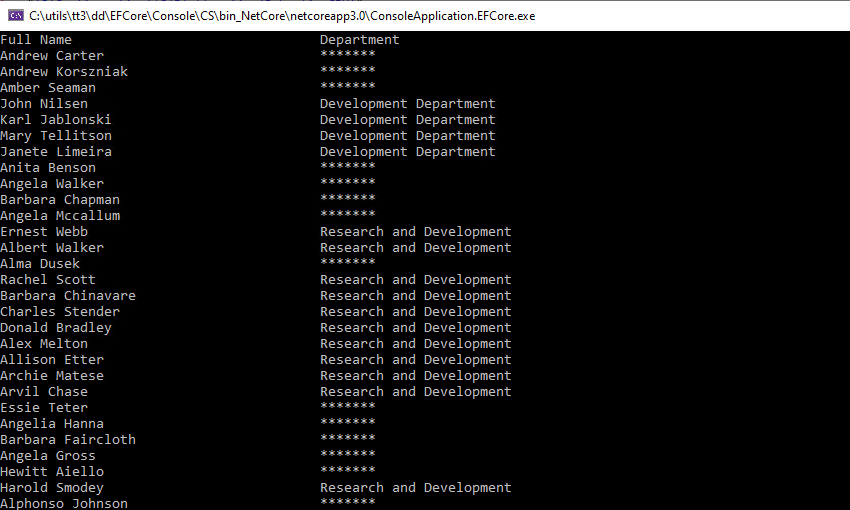 C:\utils\tt3\dd\EFCore\Console\CS\bin_NetCore\netcoreapp3.0\ConsoleApplication.EFCore.exe
Full Name Department
Andrew Carter *******
Andrew Korszniak *******
Amber Seaman *******
John Nilsen Development Department
Karl Jablonski Development Department
Mary Tellitson Development Department
Janete Limeira Development Department
Anita Benson *******
Angela Walker *******
Barbara Chapman *******
Angela Mccallum *******
Ernest Webb Research and Development
Albert Walker Research and Development
Alma Dusek *******
Rachel Scott Research and Development
Barbara Chinavare Research and Development
Charles Stender Research and Development
Donald Bradley Research and Development
Alex Melton Research and Development
Allison Etter Research and Development
Archie Matese Research and Development
Arvil Chase Research and Development
Essie Teter *******
Angelia Hanna *******
Barbara Faircloth *******
Angela Gross *******
Hewitt Aiello *******
Harold Smodey Research and Development
Alphonso Johnson *******